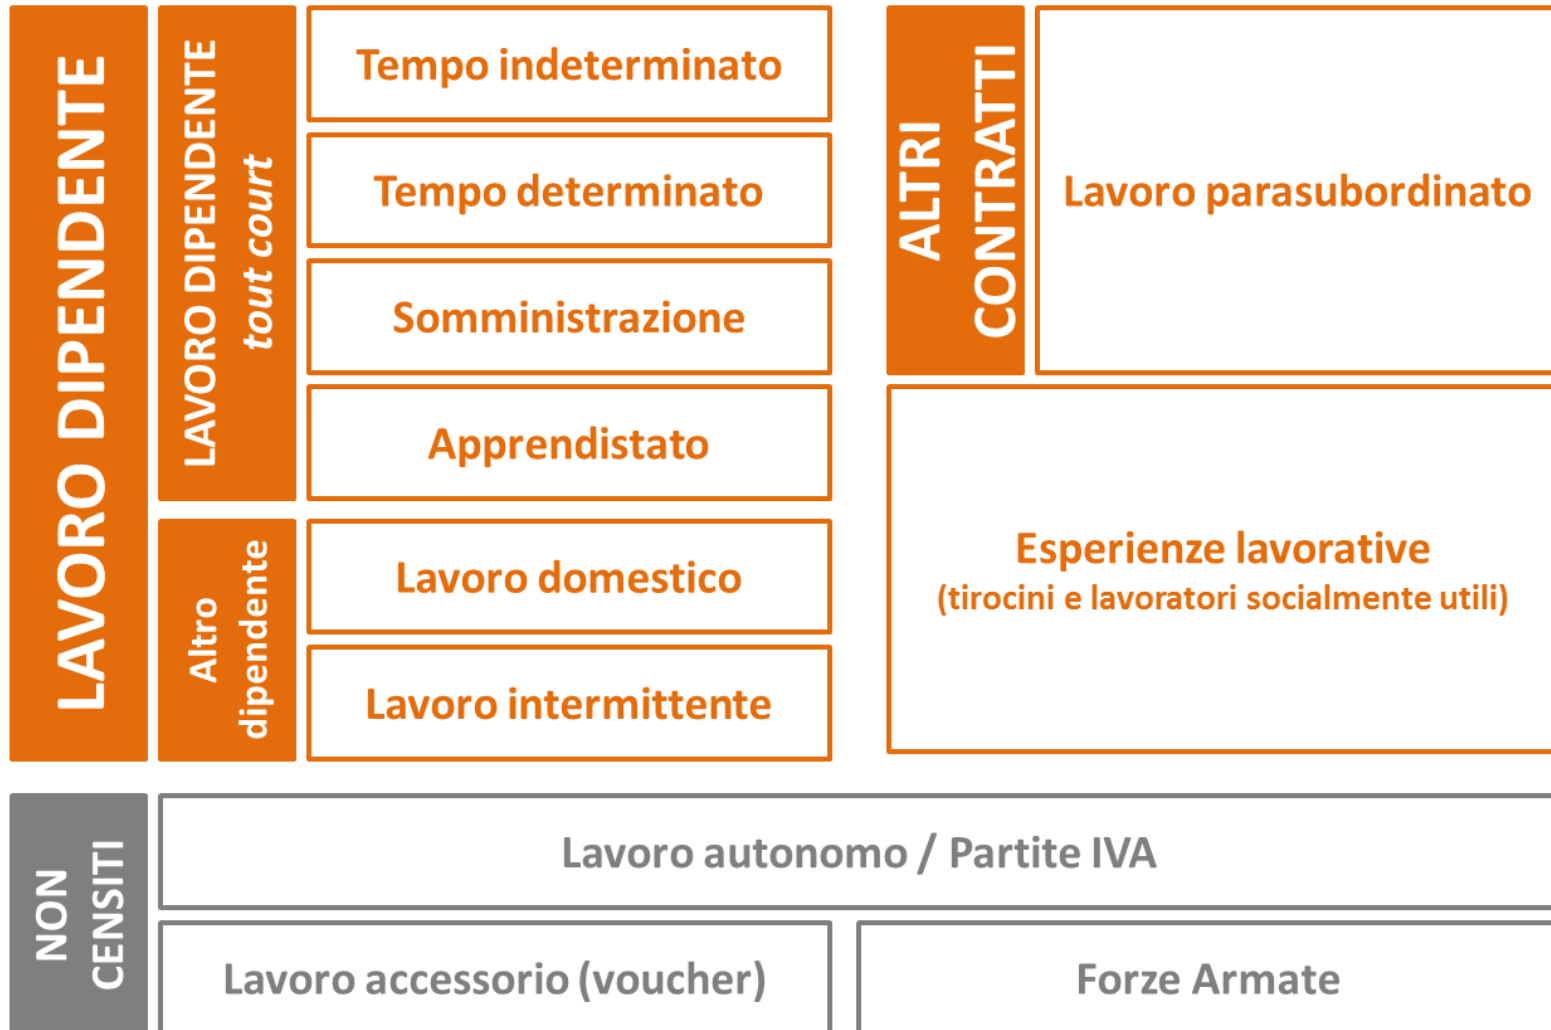 LAVORO DIPENDENTE
LAVORO DIPENDENTE
tout court
Tempo indeterminato
Tempo determinato
Somministrazione
Apprendistato
Altro
dipendente
Lavoro domestico
Lavoro intermittente
ALTRI
CONTRATTI
Lavoro parasubordinato
Esperienze lavorative
(tirocini e lavoratori socialmente utili)
NON
CENSITI
Lavoro autonomo / Partite IVA
Lavoro accessorio (voucher)
Forze Armate